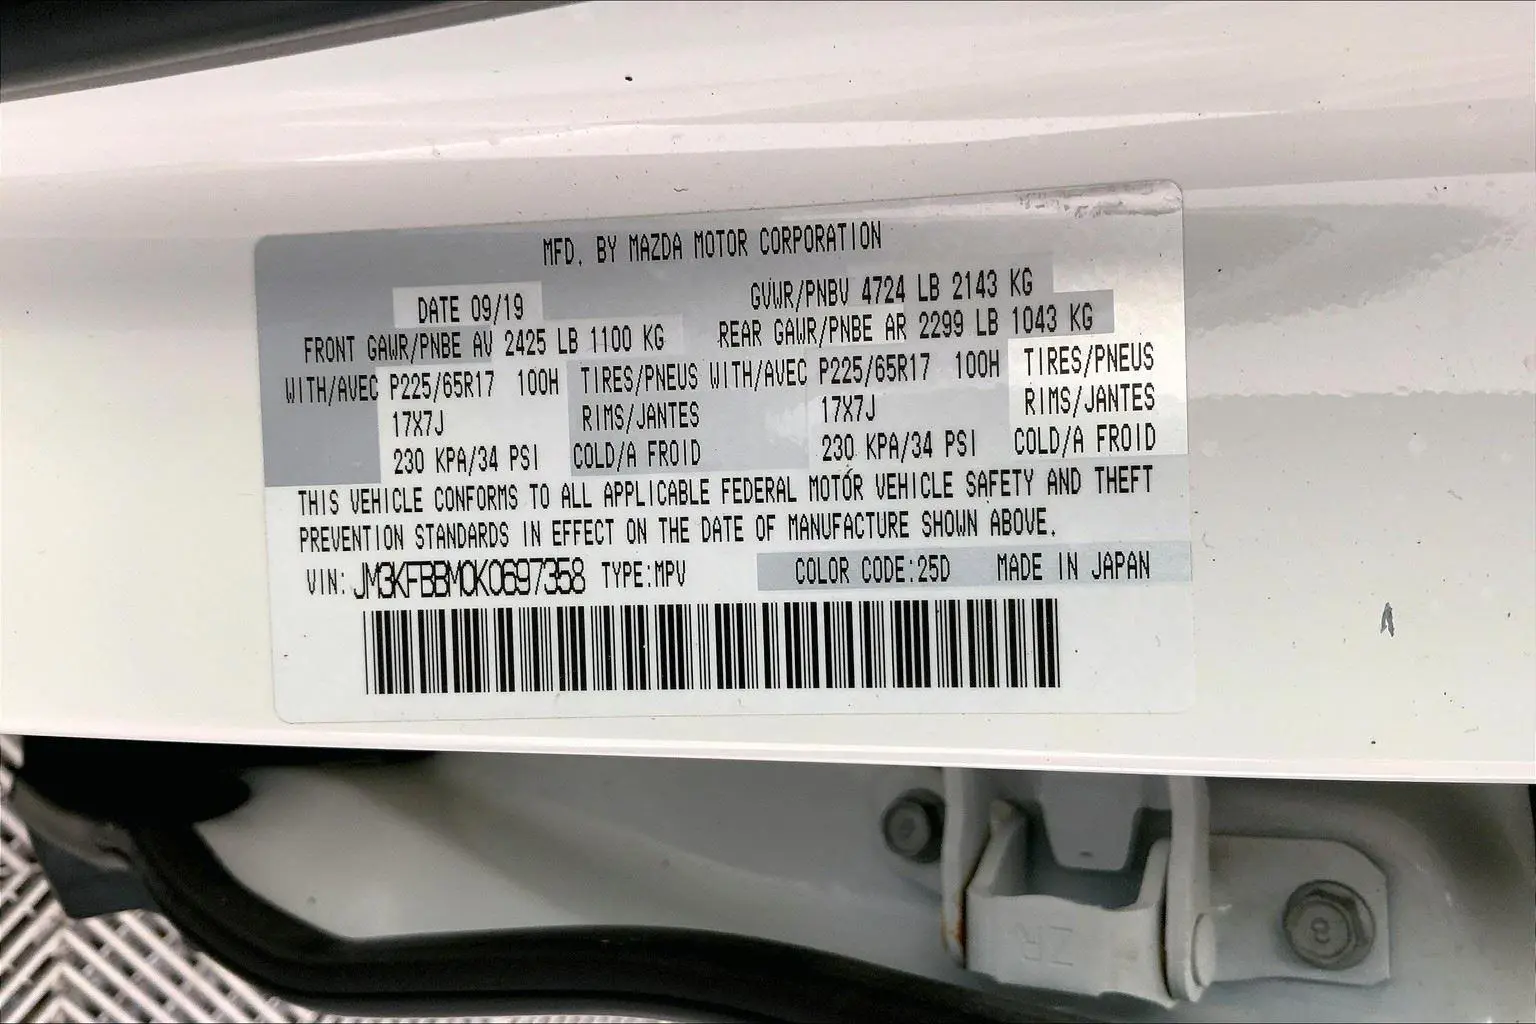 MFD. BY MAZDA MOTOR CORPORATION
DATE 09/19 GVWR/PNBV 4724 LB 2143 KG
FRONT GAWR/PNBE AV 2425 LB 1100 KG REAR GAWR/PNBE AR 2299 LB 1043 KG
WITH/AVEC P225/65R17 100H TIRES/PNEUS WITH/AVEC P225/65R17 100H TIRES/PNEUS
17X7J RIMS/JANTES 17X7J RIMS/JANTES
230 KPA/34 PSI COLD/A FROID 230 KPA/34 PSI COLD/A FROID
THIS VEHICLE CONFORMS TO ALL APPLICABLE FEDERAL MOTOR VEHICLE SAFETY AND THEFT
PREVENTION STANDARDS IN EFFECT ON THE DATE OF MANUFACTURE SHOWN ABOVE.
VIN: JM3KFBBM0K0697358 TYPE:MPV COLOR CODE:25D MADE IN JAPAN
ZR
8